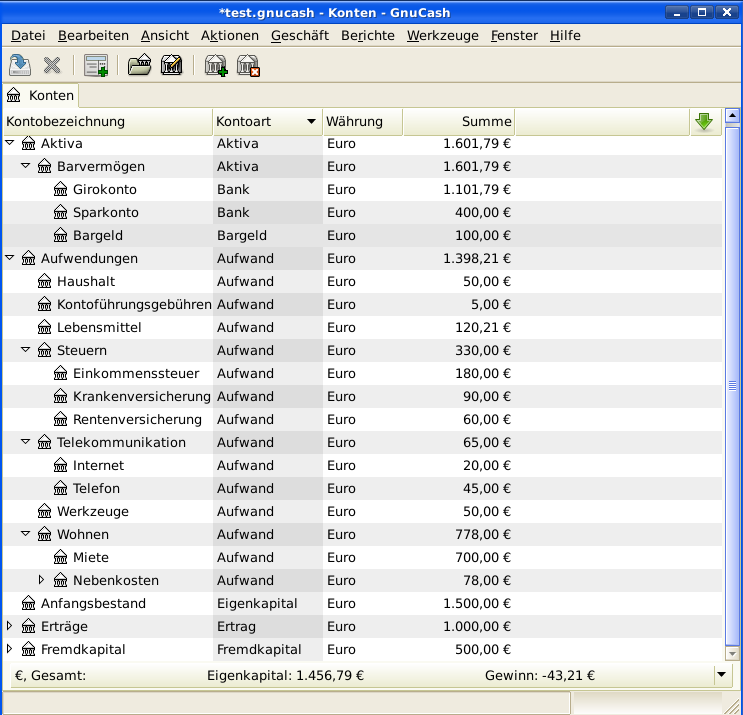 *test.gnucash - Konten - GnuCash
Datei Bearbeiten Ansicht Aktionen Geschäft Berichte Werkzeuge Fenster Hilfe
Konten
Kontobezeichnung Kontoart Währung Summe
Aktiva Aktiva Euro 1.601,79 €
Barvermögen Aktiva Euro 1.601,79 €
Girokonto Bank Euro 1.101,79 €
Sparkonto Bank Euro 400,00 €
Bargeld Bargeld Euro 100,00 €
Aufwendungen Aufwand Euro 1.398,21 €
Haushalt Aufwand Euro 50,00 €
Kontoführungsgebühren Aufwand Euro 5,00 €
Lebensmittel Aufwand Euro 120,21 €
Steuern Aufwand Euro 330,00 €
Einkommenssteuer Aufwand Euro 180,00 €
Krankenversicherung Aufwand Euro 90,00 €
Rentenversicherung Aufwand Euro 60,00 €
Telekommunikation Aufwand Euro 65,00 €
Internet Aufwand Euro 20,00 €
Telefon Aufwand Euro 45,00 €
Werkzeuge Aufwand Euro 50,00 €
Wohnen Aufwand Euro 778,00 €
Miete Aufwand Euro 700,00 €
Nebenkosten Aufwand Euro 78,00 €
Anfangsbestand Eigenkapital Euro 1.500,00 €
Erträge Ertrag Euro 1.000,00 €
Fremdkapital Fremdkapital Euro 500,00 €
€, Gesamt: Eigenkapital: 1.456,79 € Gewinn: -43,21 €